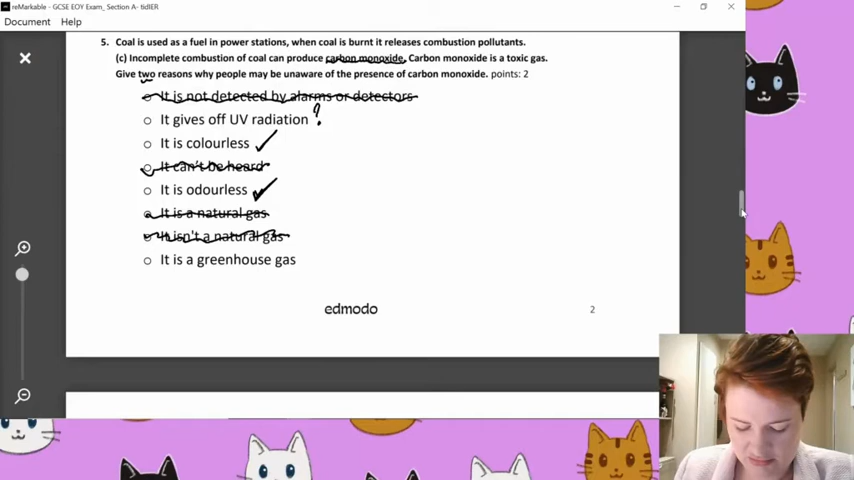 reMarkable - GCSE EOY Exam_ Section A- tidIER
Document Help
5. Coal is used as a fuel in power stations, when coal is burnt it releases combustion pollutants.
(c) Incomplete combustion of coal can produce carbon monoxide. Carbon monoxide is a toxic gas.
Give two reasons why people may be unaware of the presence of carbon monoxide. points: 2
It is not detected by alarms or detectors
It gives off UV radiation ?
It is colourless
It can't be heard
It is odourless
It is a natural gas
It isn't a natural gas
It is a greenhouse gas
edmodo 2